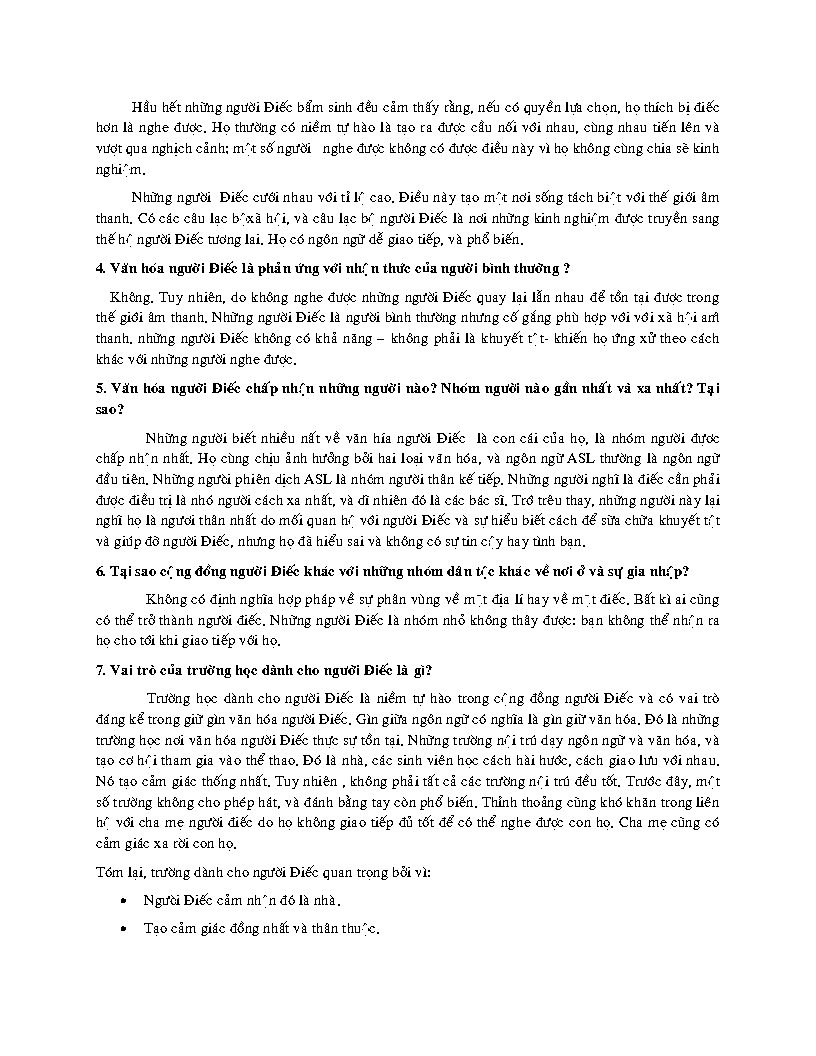 Hầu hết những người Điếc bẩm sinh đều cảm thấy rằng, nếu có quyền lựa chọn, họ thích bị điếc
hơn là nghe được. Họ thường có niềm tự hào là tạo ra được cầu nối với nhau, cùng nhau tiến lên và
vượt qua nghịch cảnh; một số người nghe được không có được điều này vì họ không cùng chia sẻ kinh
nghiệm.
Những người Điếc cưới nhau với tỉ lệ cao. Điều này tạo một nơi sống tách biệt với thế giới âm
thanh. Có các câu lạc bộ xã hội, và câu lạc bộ người Điếc là nơi những kinh nghiệm được truyền sang
thế hệ người Điếc tương lai. Họ có ngôn ngữ dễ giao tiếp, và phổ biến.
4. Văn hóa người Điếc là phản ứng với nhận thức của người bình thường ?
Không. Tuy nhiên, do không nghe được những người Điếc quay lại lẫn nhau để tồn tại được trong
thế giới âm thanh. Những người Điếc là người bình thường nhưng cố gắng phù hợp với với xã hội âm
thanh. những người Điếc không có khả năng – không phải là khuyết tật- khiến họ ứng xử theo cách
khác với những người nghe được.
5. Văn hóa người Điếc chấp nhận những người nào? Nhóm người nào gần nhất và xa nhất? Tại
sao?
Những người biết nhiều nất về văn hía người Điếc là con cái của họ, là nhóm người được
chấp nhận nhất. Họ cùng chịu ảnh hưởng bởi hai loại văn hóa, và ngôn ngữ ASL thường là ngôn ngữ
đầu tiên. Những người phiên dịch ASL là nhóm người thân kế tiếp. Những người nghĩ là điếc cần phải
được điều trị là nhó người cách xa nhất, và dĩ nhiên đó là các bác sĩ. Trớ trêu thay, những người này lại
nghĩ họ là ngươi thân nhất do mối quan hệ với người Điếc và sự hiểu biết cách để sữa chữa khuyết tật
và giúp đỡ người Điếc, nhưng họ đã hiểu sai và không có sự tin cậy hay tình bạn.
6. Tại sao cộng đồng người Điếc khác với những nhóm dân tộc khác về nơi ở và sự gia nhập?
Không có định nghĩa hợp pháp về sự phân vùng về mặt địa lí hay về mặt điếc. Bất kì ai cũng
có thể trở thành người điếc. Những người Điếc là nhóm nhỏ không thây được: bạn không thể nhận ra
họ cho tới khi giao tiếp với họ.
7. Vai trò của trường học dành cho người Điếc là gì?
Trường học dành cho người Điếc là niềm tự hào trong cộng đồng người Điếc và có vai trò
đáng kể trong giữ gìn văn hóa người Điếc. Gìn giữa ngôn ngữ có nghĩa là gìn giữ văn hóa. Đó là những
trường học nơi văn hóa người Điếc thực sự tồn tại. Những trường nội trú dạy ngôn ngữ và văn hóa, và
tạo cơ hội tham gia vào thể thao. Đó là nhà, các sinh viên học cách hài hước, cách giao lưu với nhau.
Nó tạo cảm giác thống nhất. Tuy nhiên , không phải tất cả các trường nội trú đều tốt. Trước đây, một
số trường không cho phép hát, và đánh bằng tay còn phổ biến. Thỉnh thoảng cũng khó khăn trong liên
hệ với cha mẹ người điếc do họ không giao tiếp đủ tốt để có thể nghe được con họ. Cha mẹ cũng có
cảm giác xa rời con họ.
Tóm lại, trường dành cho người Điếc quan trọng bởi vì:
• Người Điếc cảm nhận đó là nhà.
• Tạo cảm giác đồng nhất và thân thuộc.